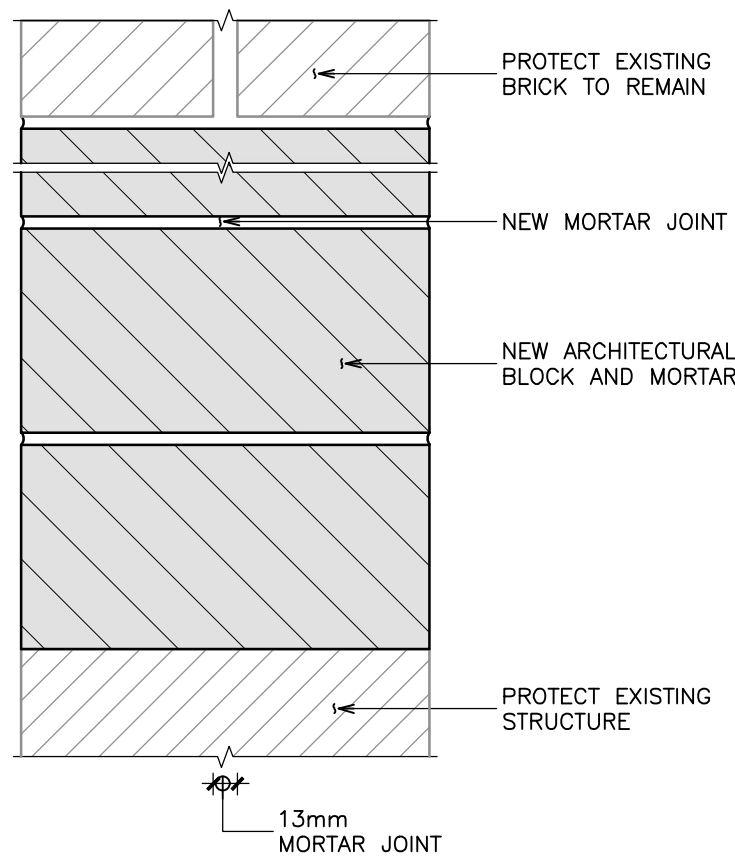 PROTECT EXISTING
BRICK TO REMAIN
NEW MORTAR JOINT
NEW ARCHITECTURAL
BLOCK AND MORTAR
PROTECT EXISTING
STRUCTURE
13mm
MORTAR JOINT